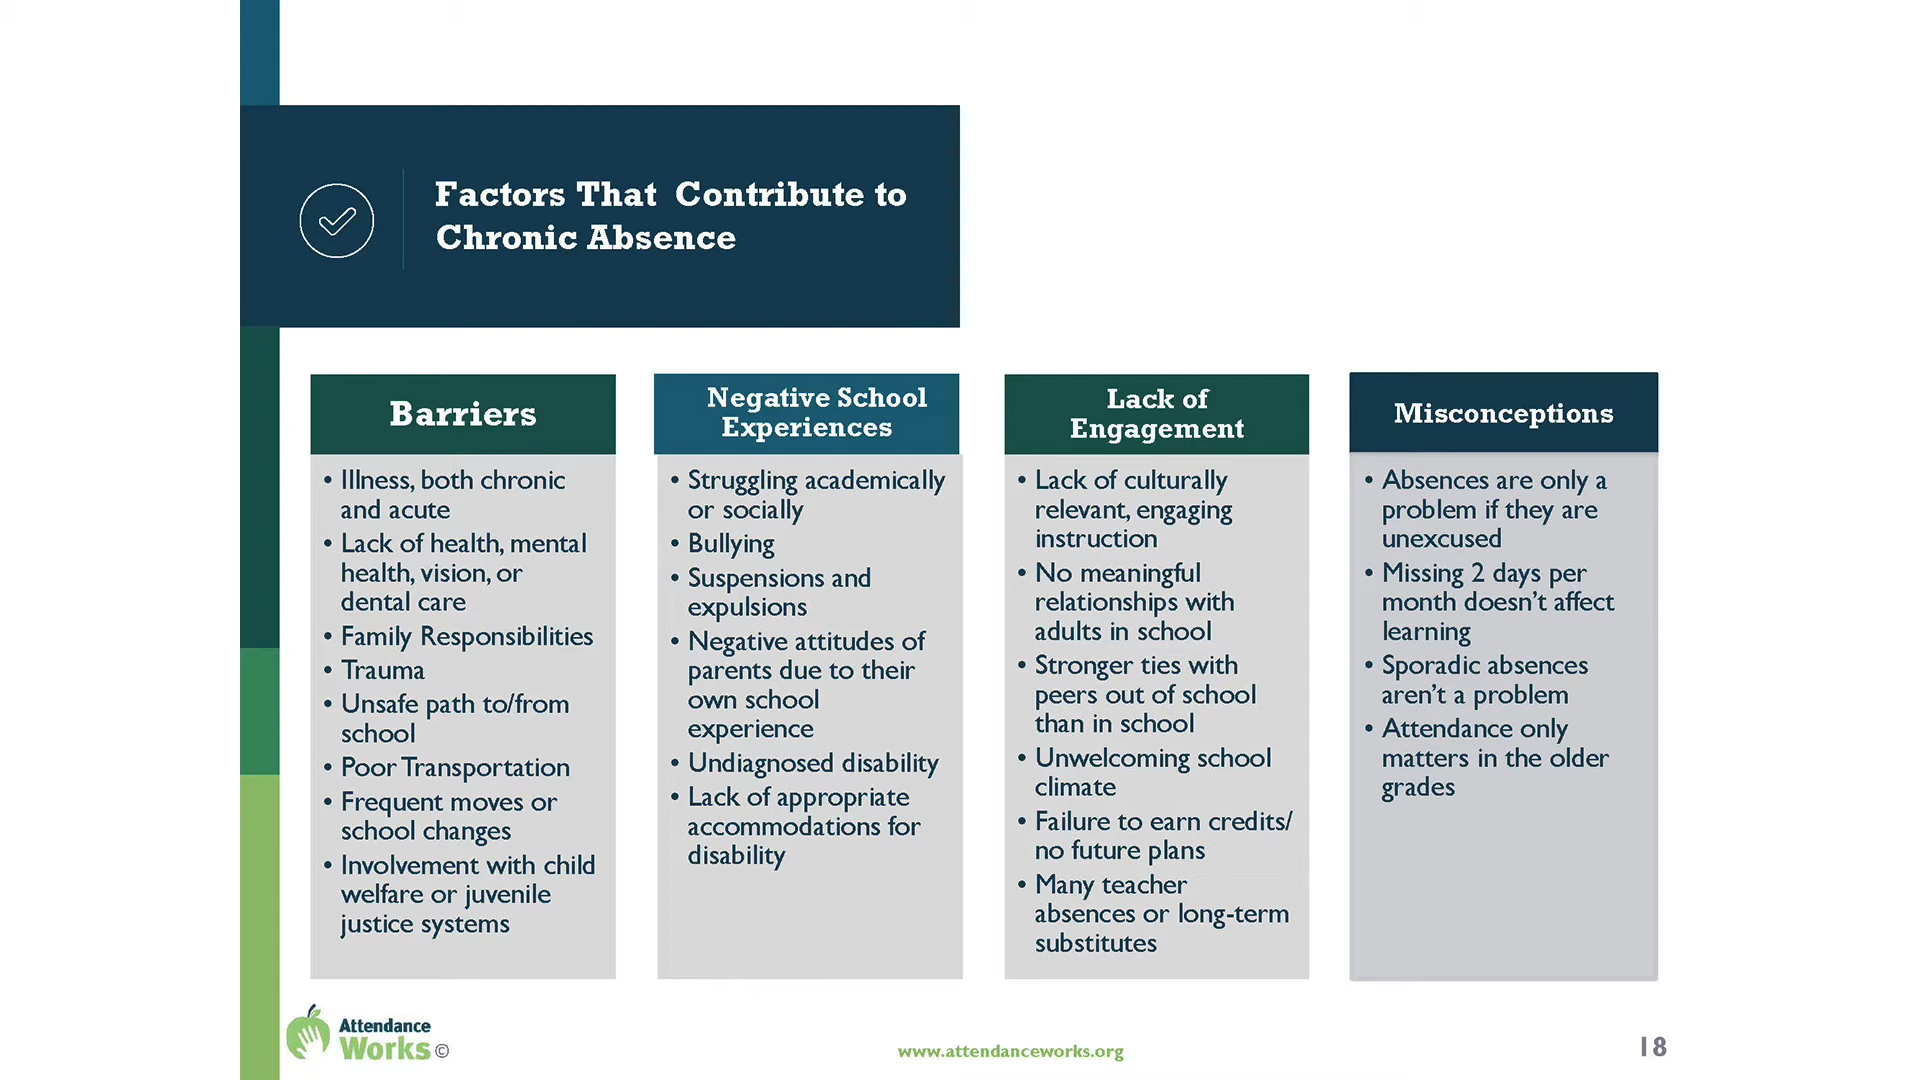 Factors That Contribute to
Chronic Absence
Barriers
• Illness, both chronic
and acute
• Lack of health, mental
health, vision, or
dental care
• Family Responsibilities
• Trauma
• Unsafe path to/from
school
• Poor Transportation
• Frequent moves or
school changes
• Involvement with child
welfare or juvenile
justice systems
Negative School
Experiences
• Struggling academically
or socially
• Bullying
• Suspensions and
expulsions
• Negative attitudes of
parents due to their
own school
experience
• Undiagnosed disability
• Lack of appropriate
accommodations for
disability
Lack of
Engagement
• Lack of culturally
relevant, engaging
instruction
• No meaningful
relationships with
adults in school
• Stronger ties with
peers out of school
than in school
• Unwelcoming school
climate
• Failure to earn credits/
no future plans
• Many teacher
absences or long-term
substitutes
Misconceptions
• Absences are only a
problem if they are
unexcused
• Missing 2 days per
month doesn’t affect
learning
• Sporadic absences
aren’t a problem
• Attendance only
matters in the older
grades
Attendance
Works ©
www.attendanceworks.org
18